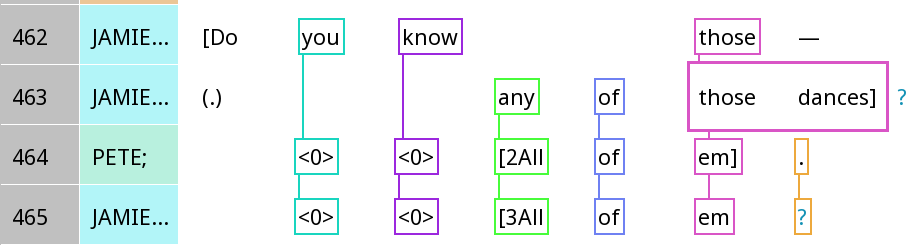 462 JAMIE... [Do you know those —
463 JAMIE... (.) any of those dances] ?
464 PETE; <0> <0> [2All of em] .
465 JAMIE... <0> <0> [3All of em ?